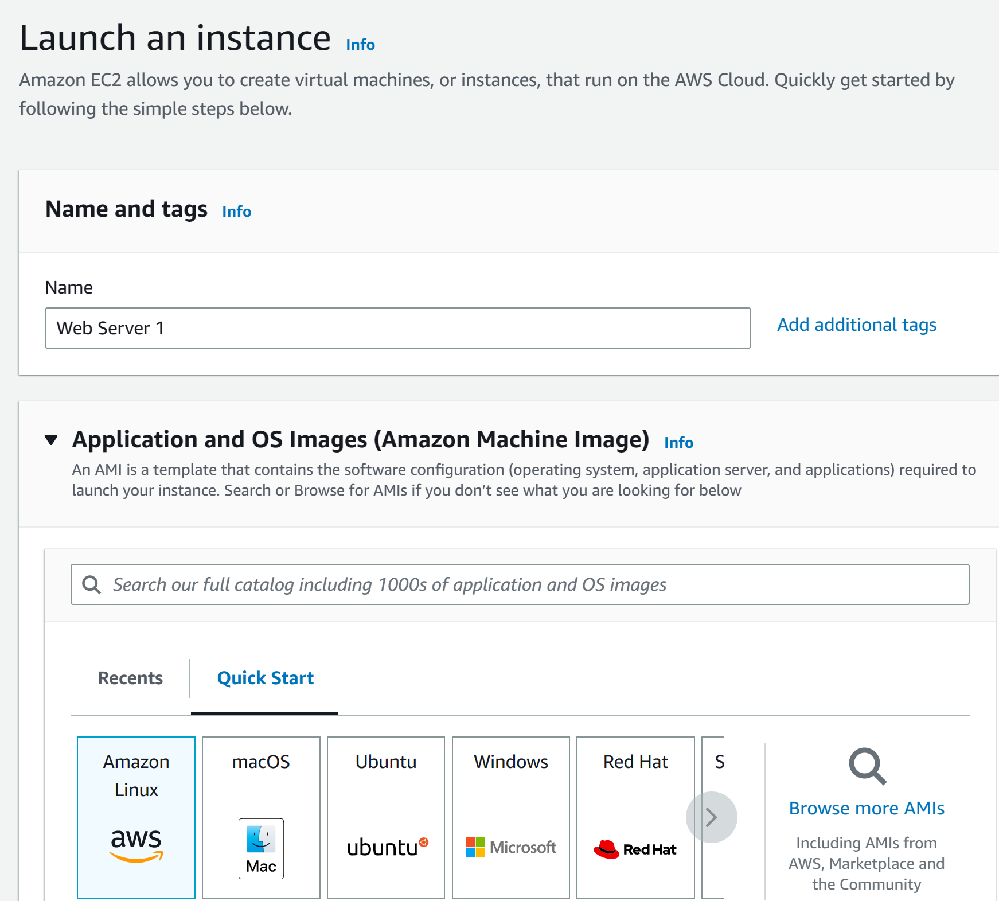 Launch an instance Info
Amazon EC2 allows you to create virtual machines, or instances, that run on the AWS Cloud. Quickly get started by
following the simple steps below.
Name and tags Info
Name
Web Server 1
Add additional tags
Application and OS Images (Amazon Machine Image) Info
An AMI is a template that contains the software configuration (operating system, application server, and applications) required to
launch your instance. Search or Browse for AMIs if you don’t see what you are looking for below
Search our full catalog including 1000s of application and OS images
Recents
Quick Start
Amazon
Linux
aws
macOS
Mac
Ubuntu
ubuntu
Windows
Microsoft
Red Hat
Red Hat
S
Browse more AMIs
Including AMIs from
AWS, Marketplace and
the Community